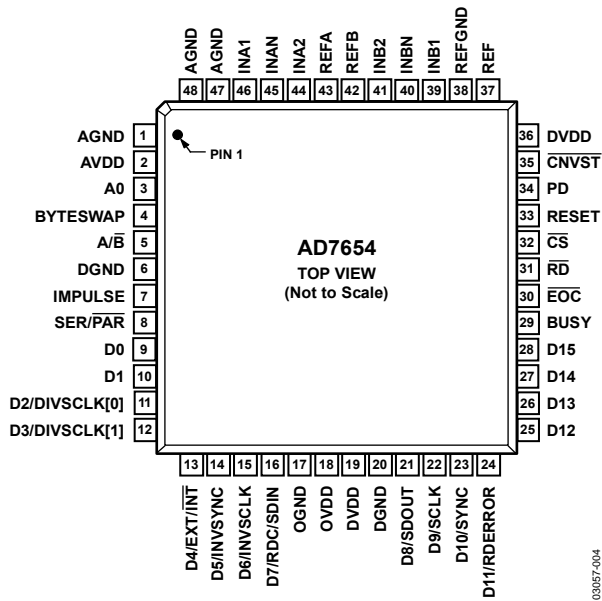 AGND
AGND
INA1
INAN
INA2
REFA
REFB
INB2
INBN
INB1
REFGND
REF
48
47
46
45
44
43
42
41
40
39
38
37
AGND 1
AVDD 2
A0 3
BYTESWAP 4
A/B̅ 5
DGND 6
IMPULSE 7
SER/P̅A̅R̅ 8
D0 9
D1 10
D2/DIVSCLK[0] 11
D3/DIVSCLK[1] 12
PIN 1
AD7654
TOP VIEW
(Not to Scale)
36 DVDD
35 C̅N̅V̅S̅T̅
34 PD
33 RESET
32 C̅S̅
31 R̅D̅
30 E̅O̅C̅
29 BUSY
28 D15
27 D14
26 D13
25 D12
13
14
15
16
17
18
19
20
21
22
23
24
D4/EXT/I̅N̅T̅
D5/INVSYNC
D6/INVSCLK
D7/RDC/SDIN
OGND
OVDD
DVDD
DGND
D8/SDOUT
D9/SCLK
D10/SYNC
D11/RDERROR
03057-004